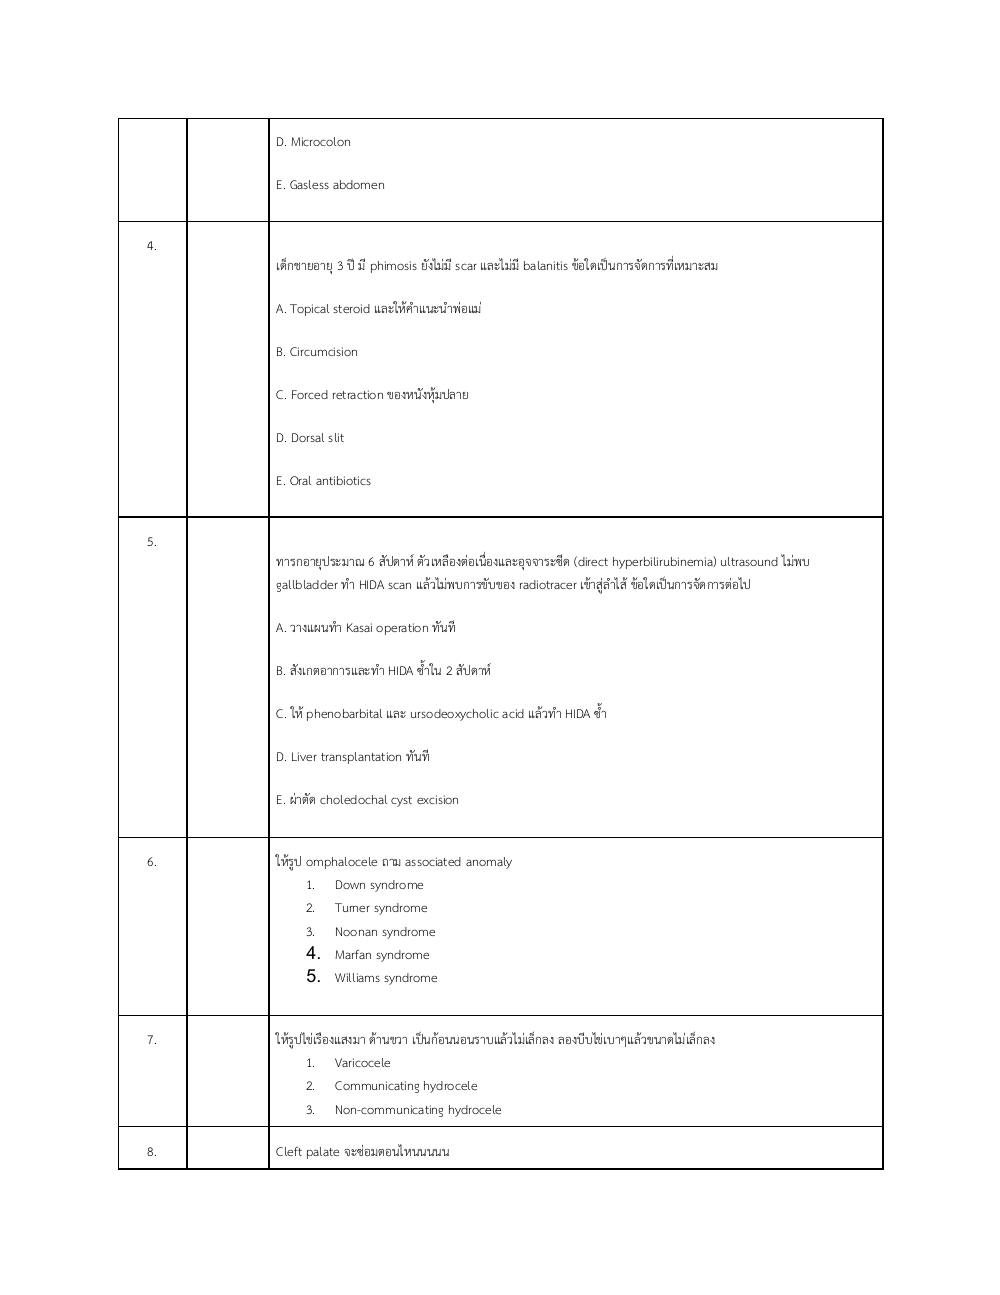 D. Microcolon
E. Gasless abdomen
4.
เด็กชายอายุ 3 ปี มี phimosis ยังไม่มี scar และไม่มี balanitis ข้อใดเป็นการจัดการที่เหมาะสม
A. Topical steroid และให้คำแนะนำพ่อแม่
B. Circumcision
C. Forced retraction ของหนังหุ้มปลาย
D. Dorsal slit
E. Oral antibiotics
5.
ทารกอายุประมาณ 6 สัปดาห์ ตัวเหลืองต่อเนื่องและอุจจาระซีด (direct hyperbilirubinemia) ultrasound ไม่พบ
gallbladder ทำ HIDA scan แล้วไม่พบการขับของ radiotracer เข้าสู่ลำไส้ ข้อใดเป็นการจัดการต่อไป
A. วางแผนทำ Kasai operation ทันที
B. สังเกตอาการและทำ HIDA ซ้ำใน 2 สัปดาห์
C. ให้ phenobarbital และ ursodeoxycholic acid แล้วทำ HIDA ซ้ำ
D. Liver transplantation ทันที
E. ผ่าตัด choledochal cyst excision
6.
ให้รูป omphalocele ถาม associated anomaly
1. Down syndrome
2. Turner syndrome
3. Noonan syndrome
4. Marfan syndrome
5. Williams syndrome
7.
ให้รูปไข่เรืองแสงมา ด้านขวา เป็นก้อนนอนราบแล้วไม่เล็กลง ลองบีบไข่เบาๆแล้วขนาดไม่เล็กลง
1. Varicocele
2. Communicating hydrocele
3. Non-communicating hydrocele
8.
Cleft palate จะซ่อมตอนไหนนนนน